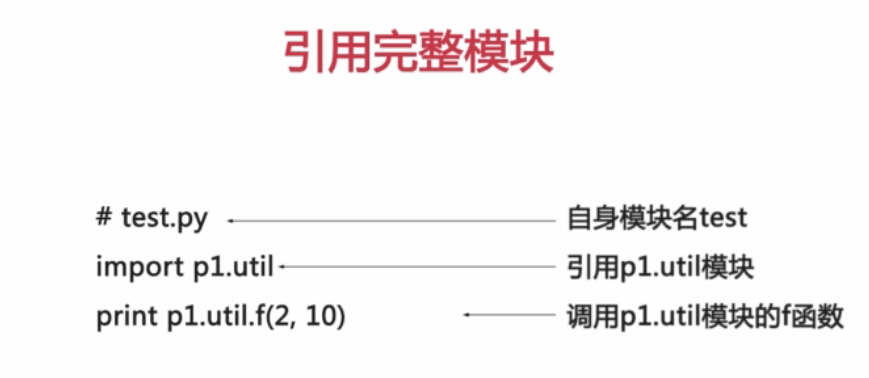 引用完整模块
# test.py 自身模块名test
import p1.util 引用p1.util模块
print p1.util.f(2, 10) 调用p1.util模块的f函数